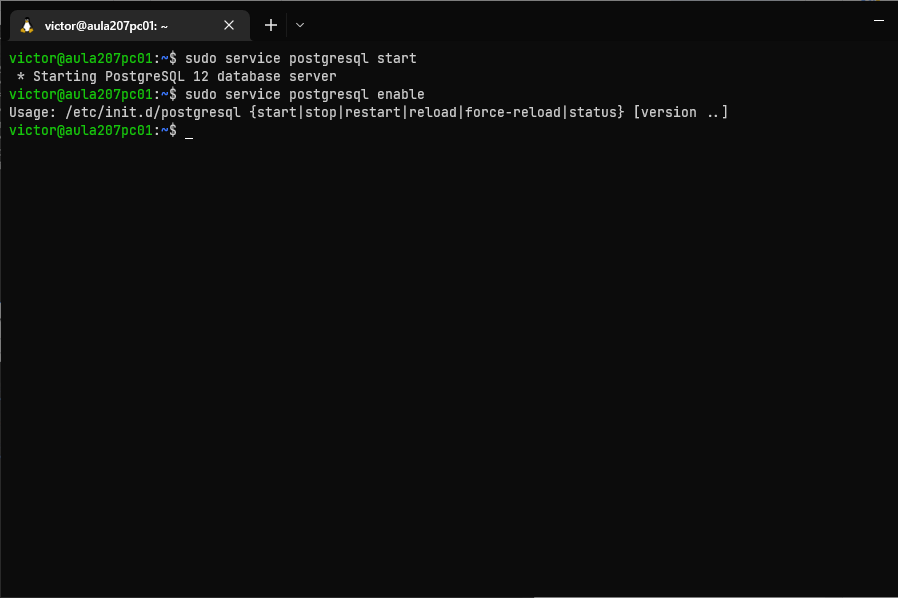 victor@aula207pc01: ~
victor@aula207pc01:~$ sudo service postgresql start
 * Starting PostgreSQL 12 database server
victor@aula207pc01:~$ sudo service postgresql enable
Usage: /etc/init.d/postgresql {start|stop|restart|reload|force-reload|status} [version ..]
victor@aula207pc01:~$ _